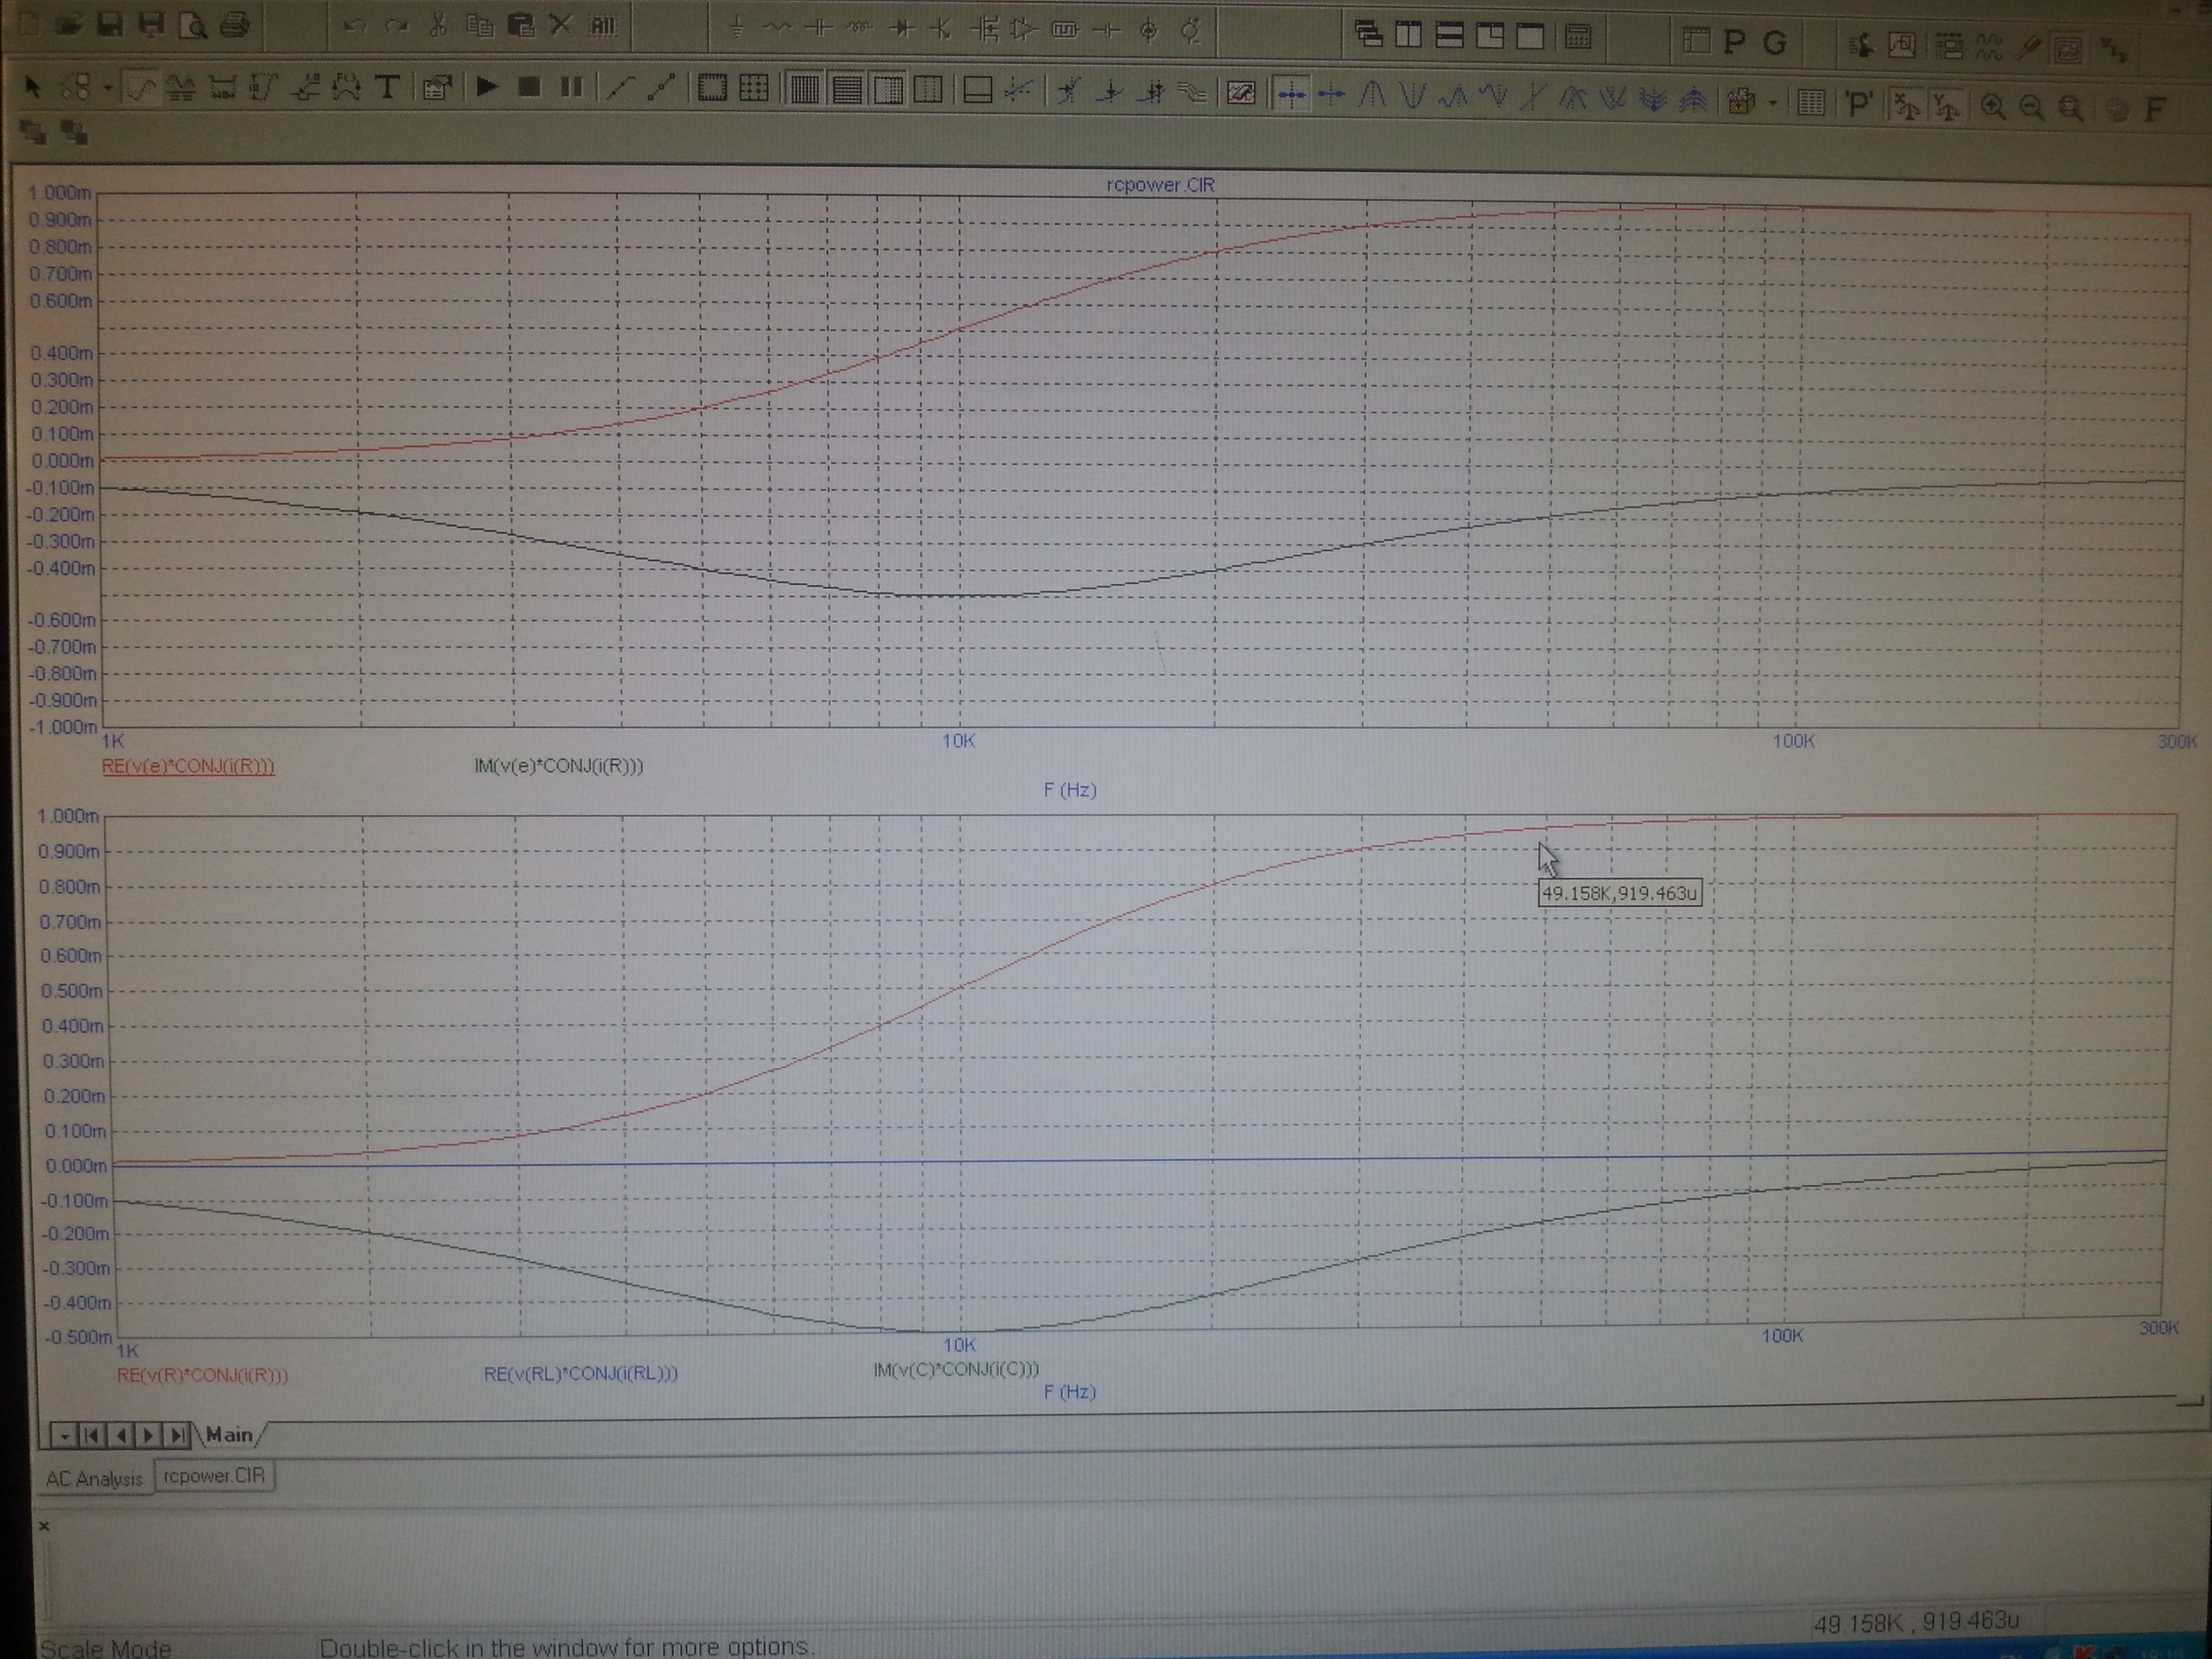 All
P G
T 'P' F
rcpower.CIR
1.000m
0.900m
0.800m
0.700m
0.600m
0.400m
0.300m
0.200m
0.100m
0.000m
-0.100m
-0.200m
-0.300m
-0.400m
-0.600m
-0.700m
-0.800m
-0.900m
-1.000m
1K 10K 100K 300K
RE(v(e)*CONJ(i(R))) IM(v(e)*CONJ(i(R)))
F (Hz)
1.000m
0.900m
0.800m
0.700m
0.600m
0.500m
0.400m
0.300m
0.200m
0.100m
0.000m
-0.100m
-0.200m
-0.300m
-0.400m
-0.500m
49.158K,919.463u
1K 10K 100K 300K
RE(v(R)*CONJ(i(R))) RE(v(RL)*CONJ(i(RL))) IM(v(C)*CONJ(i(C)))
F (Hz)
Main
AC Analysis rcpower.CIR
49.158K , 919.463u
Scale Mode Double-click in the window for more options.